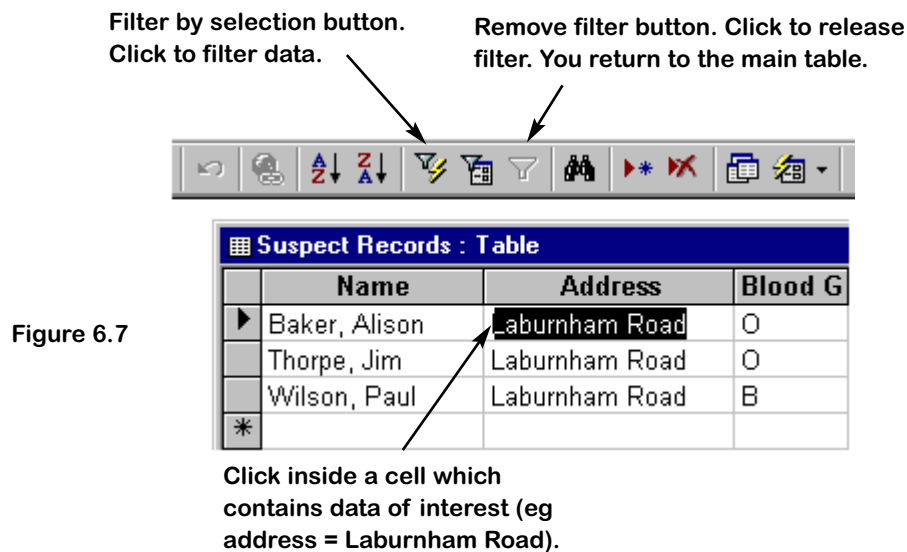 Filter by selection button.
Click to filter data.
Remove filter button. Click to release
filter. You return to the main table.
A
Z
Z
A
Suspect Records : Table
Name Address Blood G
Baker, Alison Laburnham Road O
Thorpe, Jim Laburnham Road O
Wilson, Paul Laburnham Road B
Figure 6.7
Click inside a cell which
contains data of interest (eg
address = Laburnham Road).